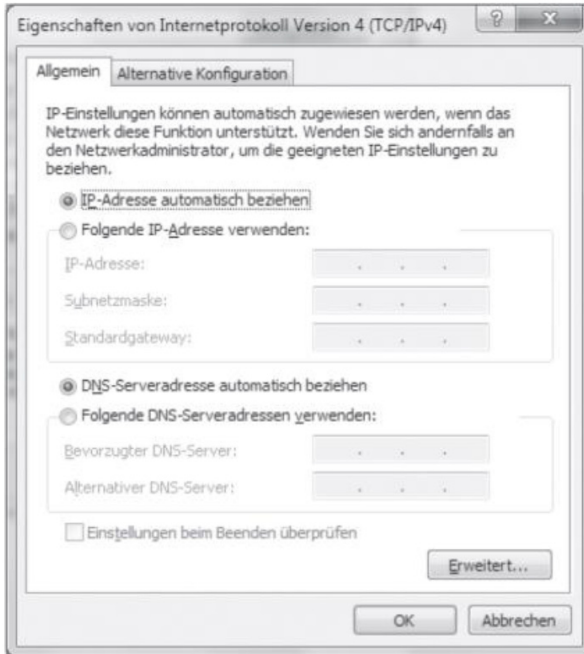 Eigenschaften von Internetprotokoll Version 4 (TCP/IPv4)
Allgemein
Alternative Konfiguration
IP-Einstellungen können automatisch zugewiesen werden, wenn das
Netzwerk diese Funktion unterstützt. Wenden Sie sich andernfalls an
den Netzwerkadministrator, um die geeigneten IP-Einstellungen zu
beziehen.
IP-Adresse automatisch beziehen
Folgende IP-Adresse verwenden:
IP-Adresse:
Subnetzmaske:
Standardgateway:
DNS-Serveradresse automatisch beziehen
Folgende DNS-Serveradressen verwenden:
Bevorzugter DNS-Server:
Alternativer DNS-Server:
Einstellungen beim Beenden überprüfen
Erweitert...
OK
Abbrechen